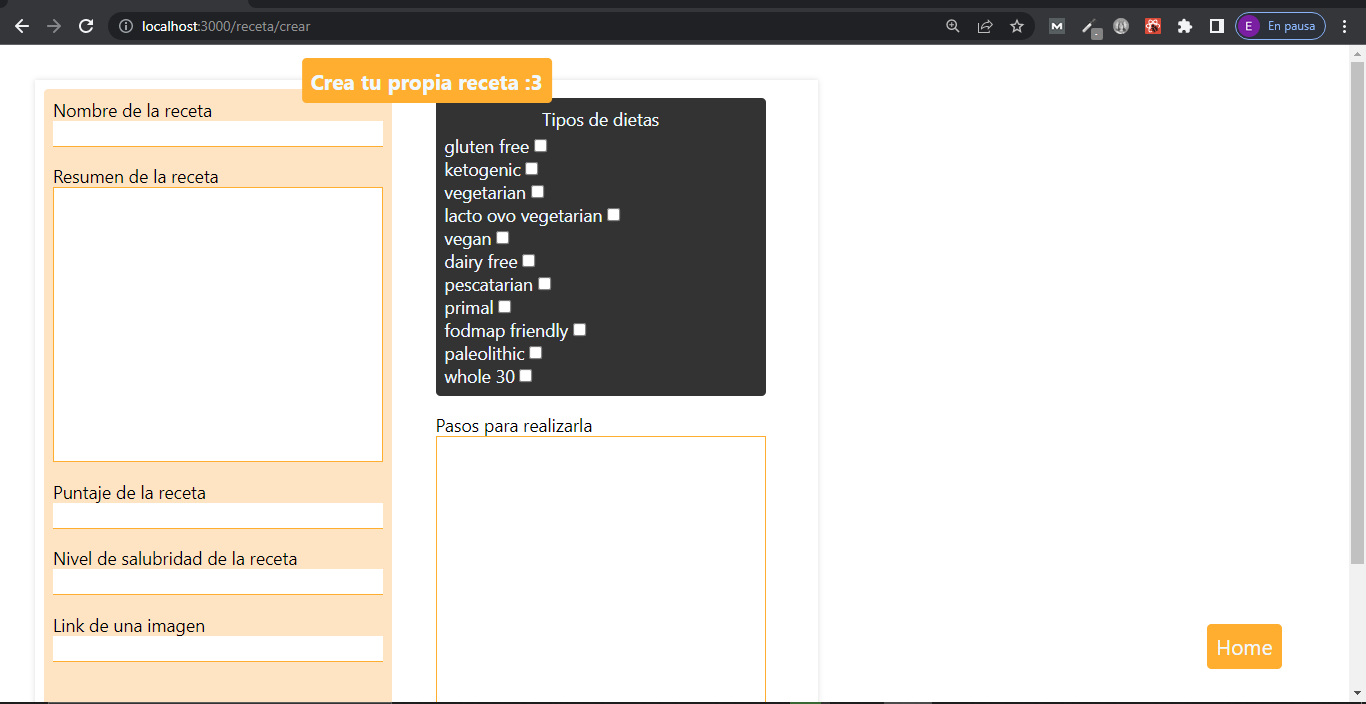 localhost:3000/receta/crear
E
En pausa
Crea tu propia receta :3
Nombre de la receta
Resumen de la receta
Puntaje de la receta
Nivel de salubridad de la receta
Link de una imagen
Tipos de dietas
gluten free
ketogenic
vegetarian
lacto ovo vegetarian
vegan
dairy free
pescatarian
primal
fodmap friendly
paleolithic
whole 30
Pasos para realizarla
Home